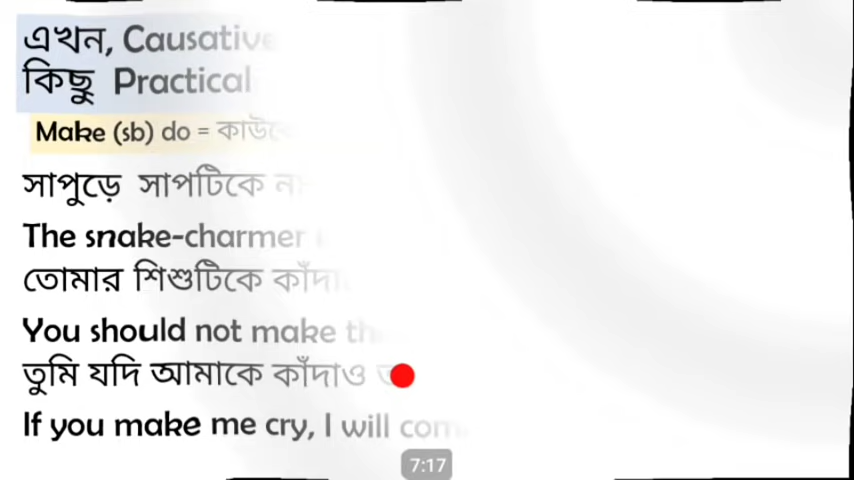 এখন, Causative
কিছু Practical
Make (sb) do = কাউকে
সাপুড়ে সাপটিকে
The snake-charmer
তোমার শিশুটিকে
You should not make
তুমি যদি আমাকে কাঁদাও
If you make me cry, I will
7:17